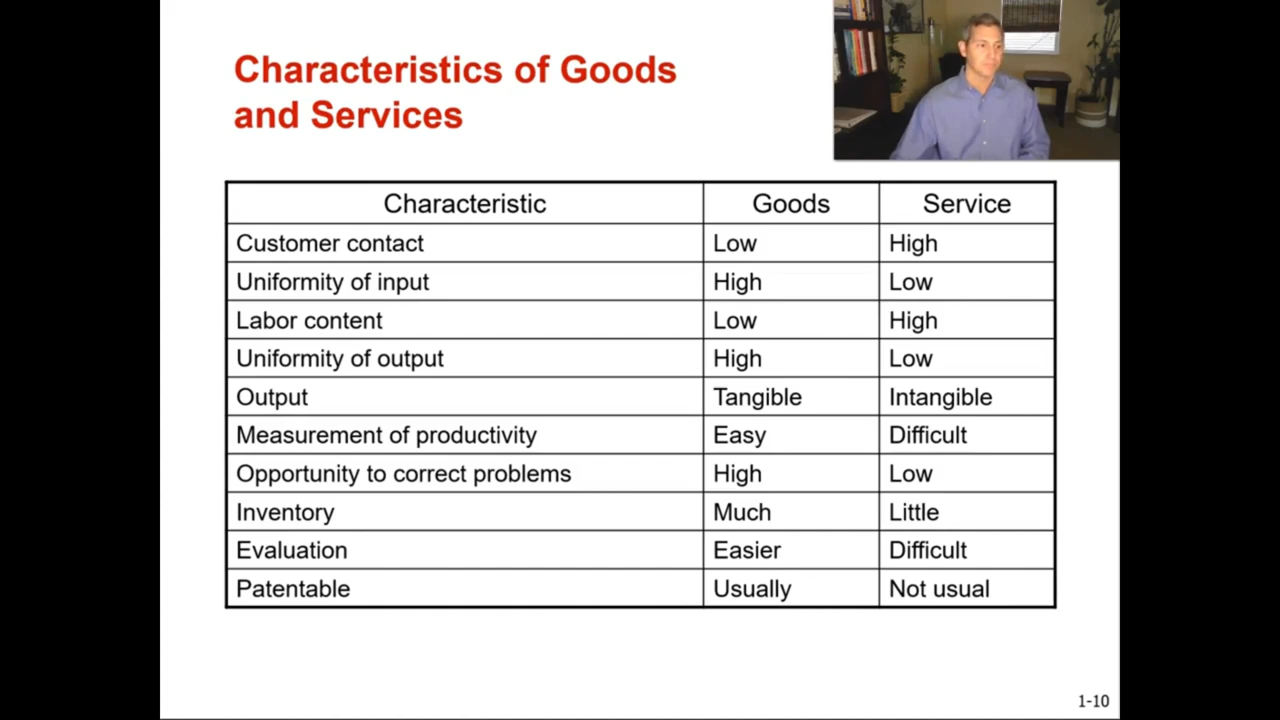 Characteristics of Goods
and Services
Characteristic Goods Service
Customer contact Low High
Uniformity of input High Low
Labor content Low High
Uniformity of output High Low
Output Tangible Intangible
Measurement of productivity Easy Difficult
Opportunity to correct problems High Low
Inventory Much Little
Evaluation Easier Difficult
Patentable Usually Not usual
1-10